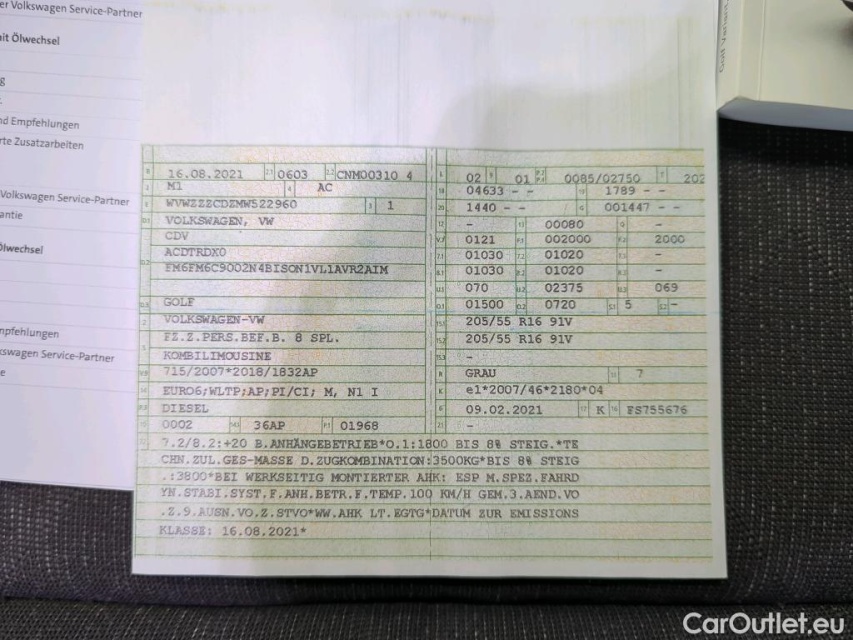 er Volkswagen Service-Partner
it Ölwechsel
g
nd Empfehlungen
rte Zusatzarbeiten
Volkswagen Service-Partner
antie
Ölwechsel
mpfehlungen
kswagen Service-Partner
e
16.08.2021 0603 CNM00310 4
M1 AC
WVWZZZCDZMW522960 1
VOLKSWAGEN, VW
CDV
ACDTRDX0
FM6FM6C9002N4BISON1VL1AVR2AIM
GOLF
VOLKSWAGEN-VW
FZ.Z.PERS.BEF.B. 8 SPL.
KOMBILIMOUSINE
715/2007*2018/1832AP
EURO6;WLTP;AP;PI/CI; M, N1 I
DIESEL
0002 36AP 01968
02 01 0085/02750 202
04633 - - 1789 - -
1440 - - 001447 - -
- 00080 -
0121 002000 2000
01030 01020 -
01030 01020 -
070 02375 069
01500 0720 5 -
205/55 R16 91V
205/55 R16 91V
-
GRAU 7
e1*2007/46*2180*04
09.02.2021 K FS755676
-
7.2/8.2:+20 B.ANHÄNGEBETRIEB*O.1:1800 BIS 8% STEIG.*TE
CHN.ZUL.GES-MASSE D.ZUGKOMBINATION:3500KG*BIS 8% STEIG
.:3800*BEI WERKSEITIG MONTIERTER AHK: ESP M.SPEZ.FAHRD
YN.STABI.SYST.F.ANH.BETR.F.TEMP.100 KM/H GEM.3.AEND.VO
.Z.9.AUSN.VO.Z.STVO*WW.AHK LT.EGTG*DATUM ZUR EMISSIONS
KLASSE: 16.08.2021*
Golf Variant
CarOutlet.eu